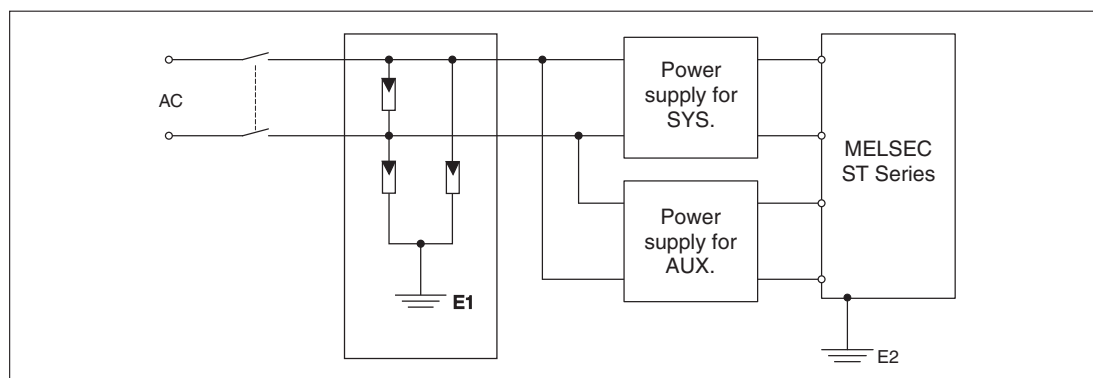 AC
E1
Power
supply for
SYS.
Power
supply for
AUX.
MELSEC
ST Series
E2